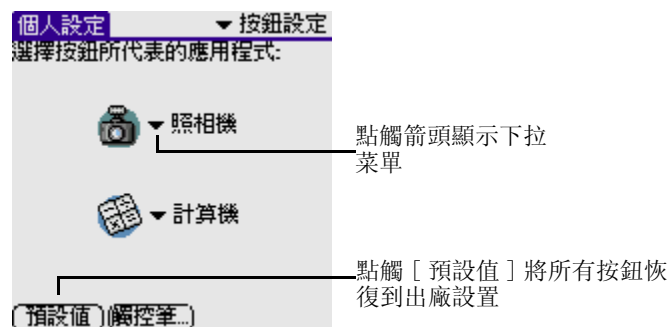 個人設定 ▼ 按鈕設定
選擇按鈕所代表的應用程式:
▼ 照相機
點觸箭頭顯示下拉
菜單
▼ 計算機
點觸［預設值］將所有按鈕恢
復到出廠設置
預設值 觸控筆...